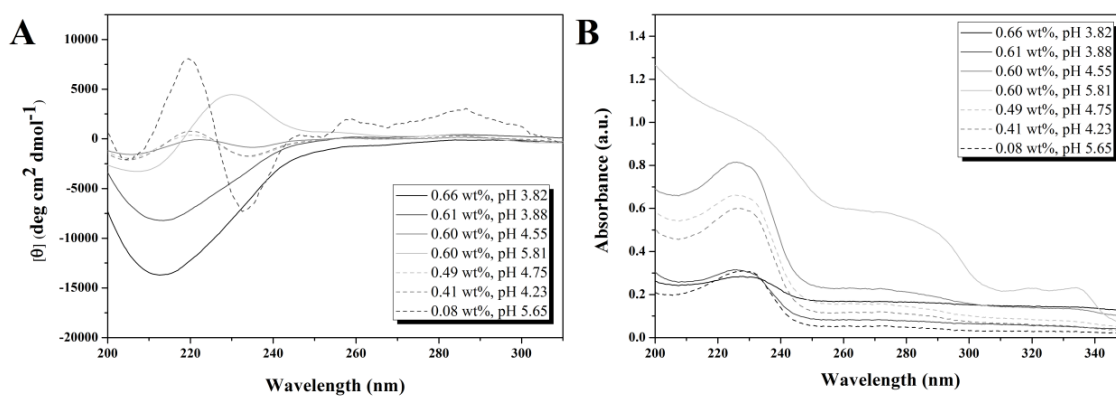 A
[θ] (deg cm² dmol⁻¹)
10000
5000
0
-5000
-10000
-15000
-20000
0.66 wt%, pH 3.82
0.61 wt%, pH 3.88
0.60 wt%, pH 4.55
0.60 wt%, pH 5.81
0.49 wt%, pH 4.75
0.41 wt%, pH 4.23
0.08 wt%, pH 5.65
200 220 240 260 280 300
Wavelength (nm)
B
Absorbance (a.u.)
1.4
1.2
1.0
0.8
0.6
0.4
0.2
0.0
0.66 wt%, pH 3.82
0.61 wt%, pH 3.88
0.60 wt%, pH 4.55
0.60 wt%, pH 5.81
0.49 wt%, pH 4.75
0.41 wt%, pH 4.23
0.08 wt%, pH 5.65
200 220 240 260 280 300 320 340
Wavelength (nm)